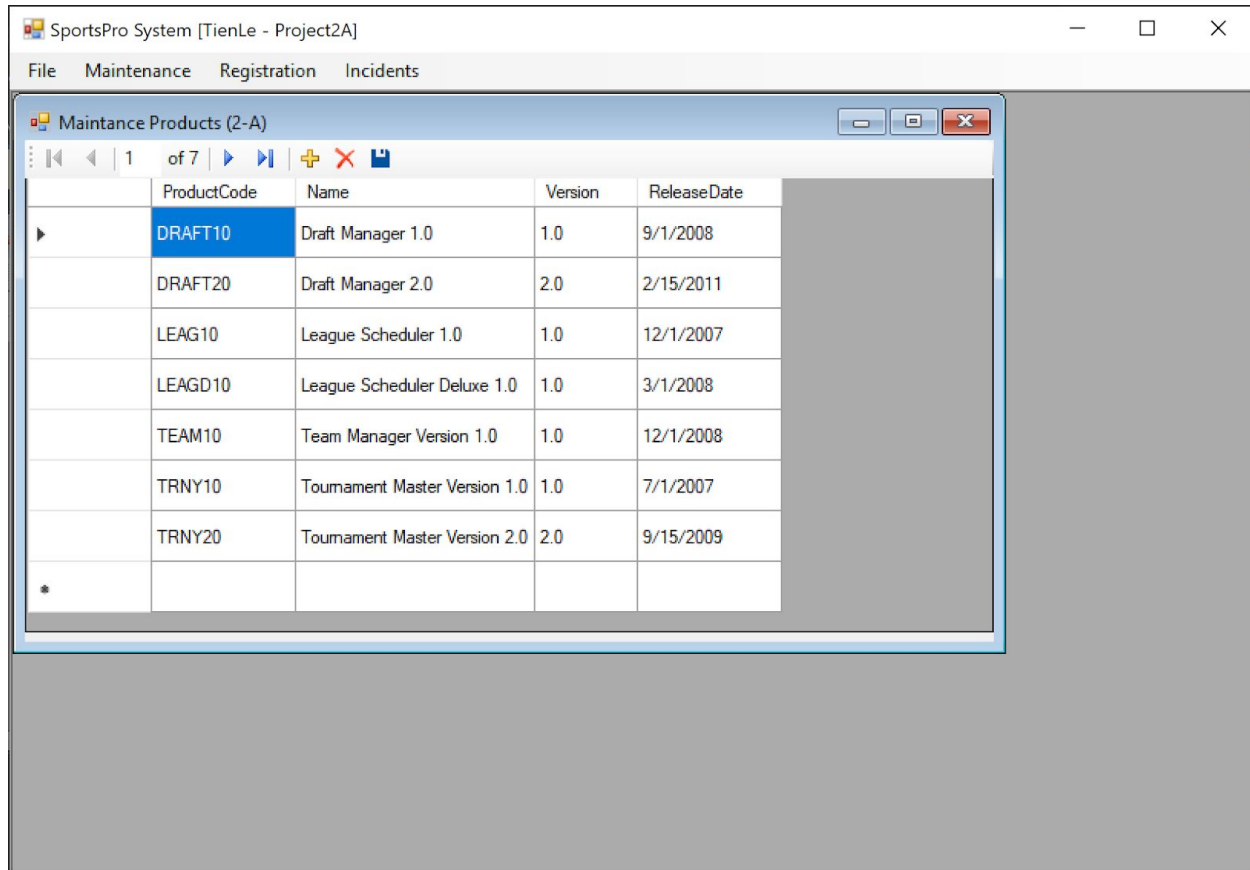 SportsPro System [TienLe - Project2A]
File Maintenance Registration Incidents
Maintance Products (2-A)
1 of 7
ProductCode Name Version ReleaseDate
DRAFT10 Draft Manager 1.0 1.0 9/1/2008
DRAFT20 Draft Manager 2.0 2.0 2/15/2011
LEAG10 League Scheduler 1.0 1.0 12/1/2007
LEAGD10 League Scheduler Deluxe 1.0 1.0 3/1/2008
TEAM10 Team Manager Version 1.0 1.0 12/1/2008
TRNY10 Tournament Master Version 1.0 1.0 7/1/2007
TRNY20 Tournament Master Version 2.0 2.0 9/15/2009